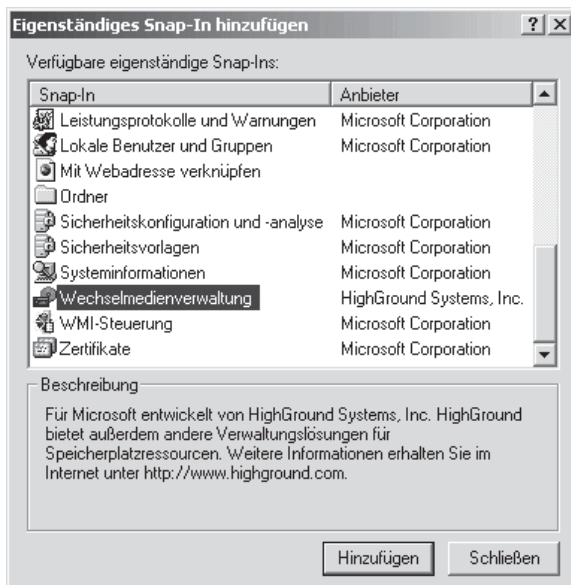 Eigenständiges Snap-In hinzufügen
Verfügbare eigenständige Snap-Ins:
Snap-In Anbieter
Leistungsprotokolle und Warnungen Microsoft Corporation
Lokale Benutzer und Gruppen Microsoft Corporation
Mit Webadresse verknüpfen
Ordner
Sicherheitskonfiguration und -analyse Microsoft Corporation
Sicherheitsvorlagen Microsoft Corporation
Systeminformationen Microsoft Corporation
Wechselmedienverwaltung HighGround Systems, Inc.
WMI-Steuerung Microsoft Corporation
Zertifikate Microsoft Corporation
Beschreibung
Für Microsoft entwickelt von HighGround Systems, Inc. HighGround
bietet außerdem andere Verwaltungslösungen für
Speicherplatzressourcen. Weitere Informationen erhalten Sie im
Internet unter http://www.highground.com.
Hinzufügen Schließen